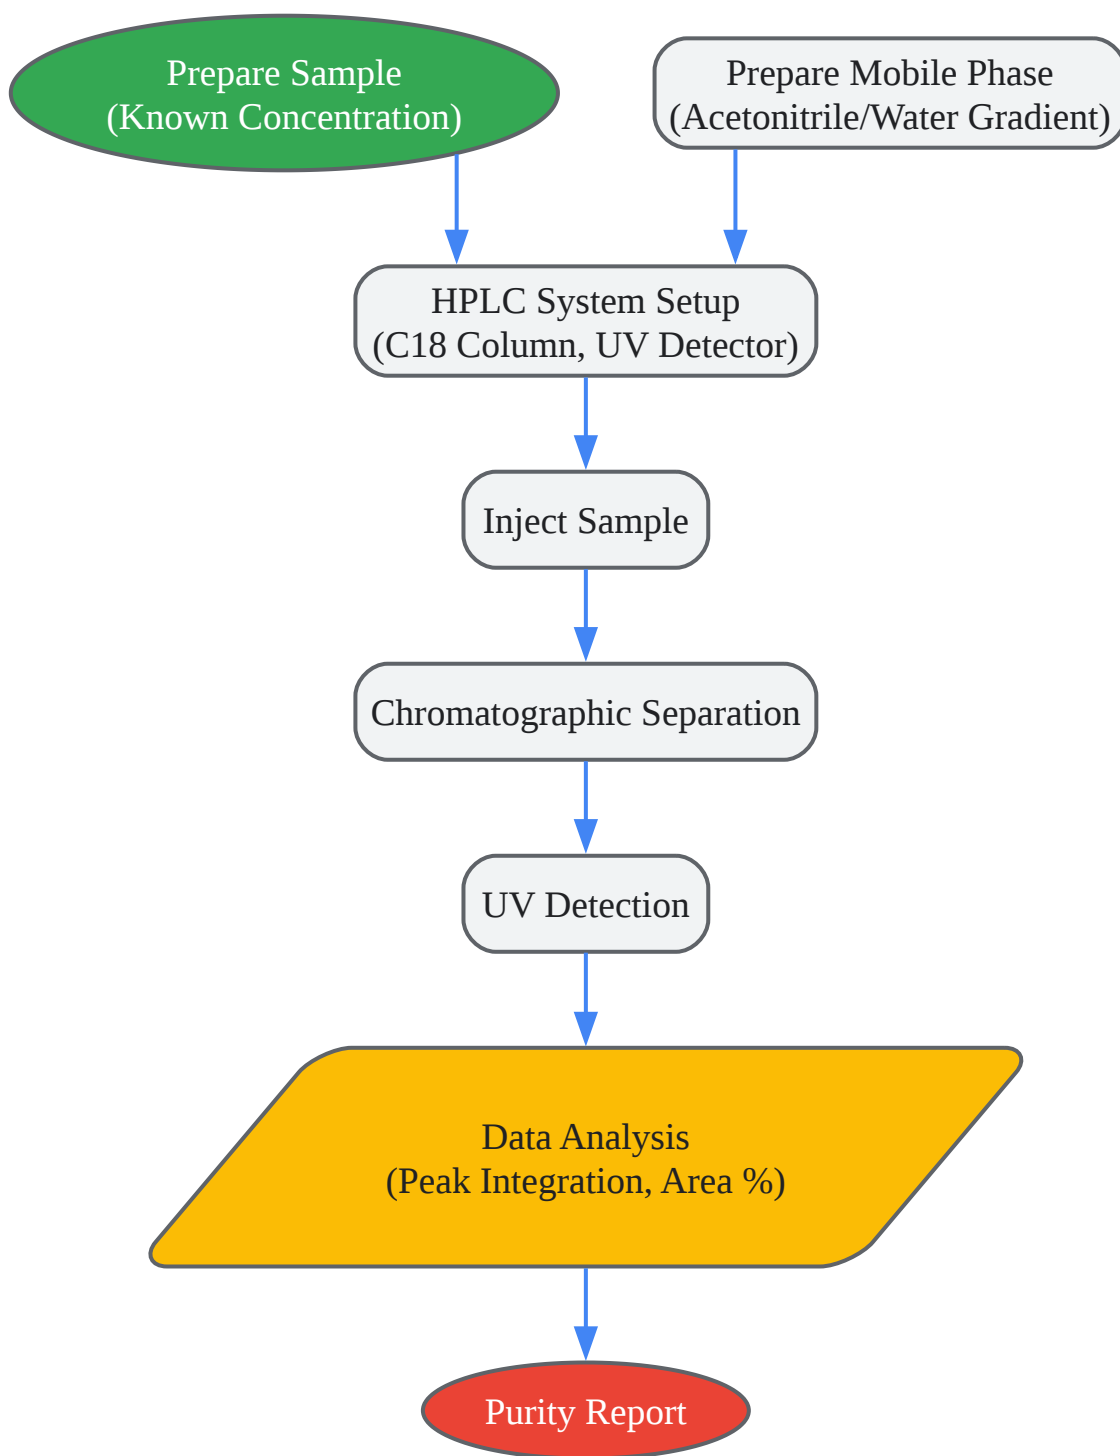 Prepare Sample
(Known Concentration)
Prepare Mobile Phase
(Acetonitrile/Water Gradient)
HPLC System Setup
(C18 Column, UV Detector)
Inject Sample
Chromatographic Separation
UV Detection
Data Analysis
(Peak Integration, Area %)
Purity Report